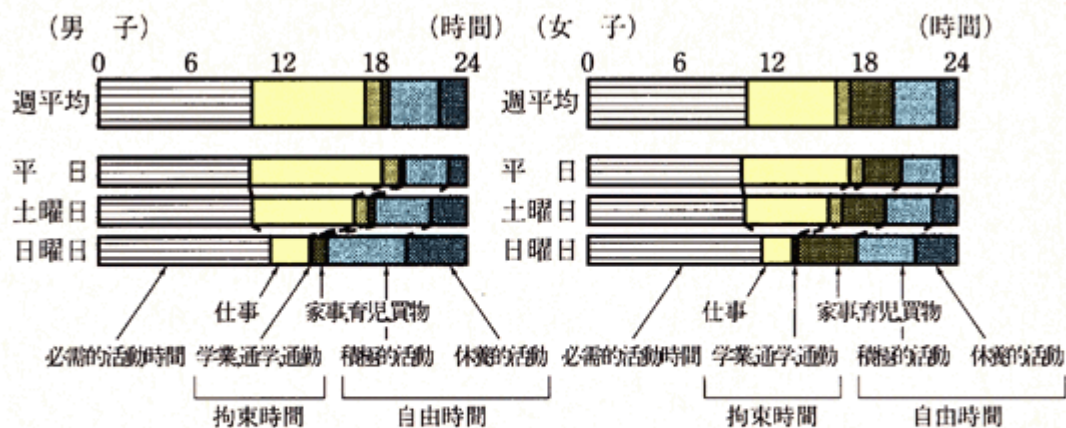 (男　子) (時間) (女　子) (時間)
0 6 12 18 24 0 6 12 18 24
週平均 週平均
平　日 平　日
土曜日 土曜日
日曜日 日曜日
仕事 家事,育児,買物 仕事 家事,育児,買物
必需的活動時間 学業,通学,通勤 積極的活動 休養的活動 必需的活動時間 学業,通学,通勤 積極的活動 休養的活動
拘束時間 自由時間 拘束時間 自由時間